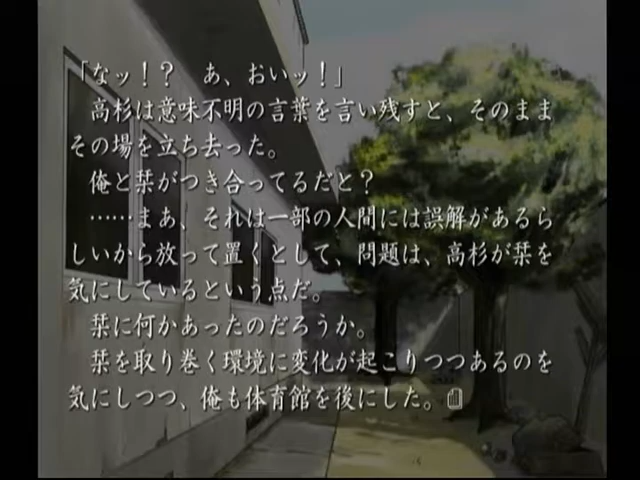 「なッ！？　あ、おいッ！」
　高杉は意味不明の言葉を言い残すと、そのまま
その場を立ち去った。
　俺と栞がつき合ってるだと？
　……まあ、それは一部の人間には誤解があるら
しいから放って置くとして、問題は、高杉が栞を
気にしているという点だ。
　栞に何かあったのだろうか。
　栞を取り巻く環境に変化が起こりつつあるのを
気にしつつ、俺も体育館を後にした。